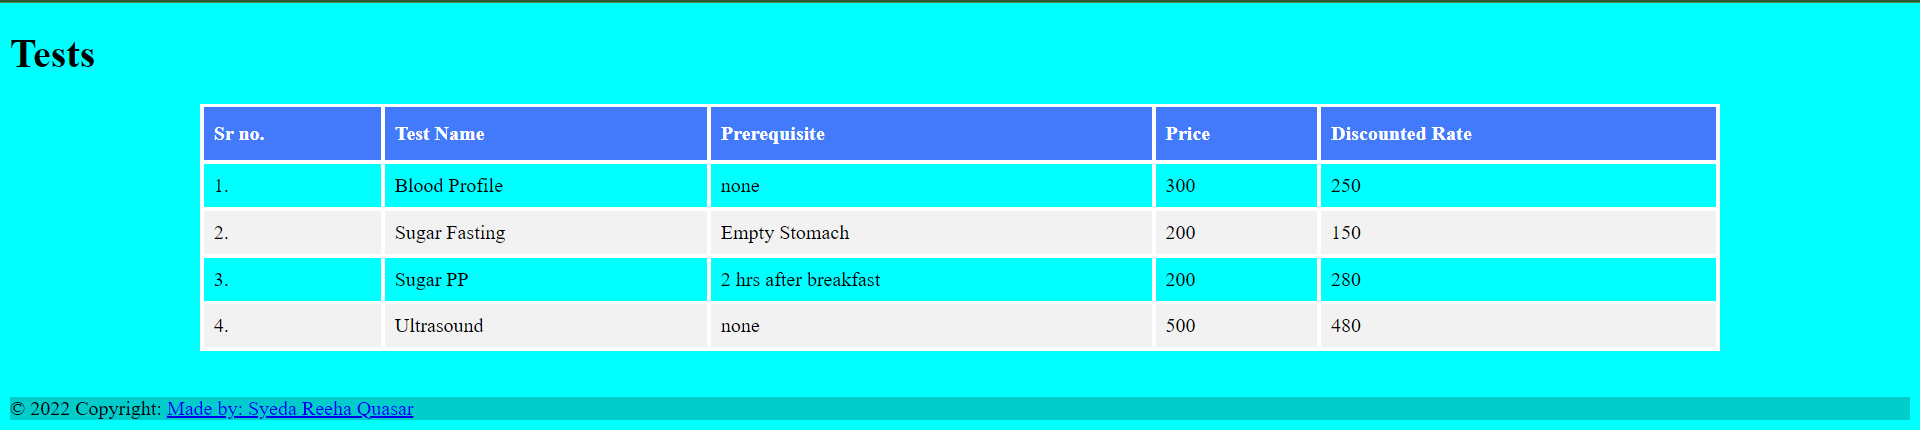 Tests
Sr no. Test Name Prerequisite Price Discounted Rate
1. Blood Profile none 300 250
2. Sugar Fasting Empty Stomach 200 150
3. Sugar PP 2 hrs after breakfast 200 280
4. Ultrasound none 500 480
© 2022 Copyright: Made by: Syeda Reeha Quasar